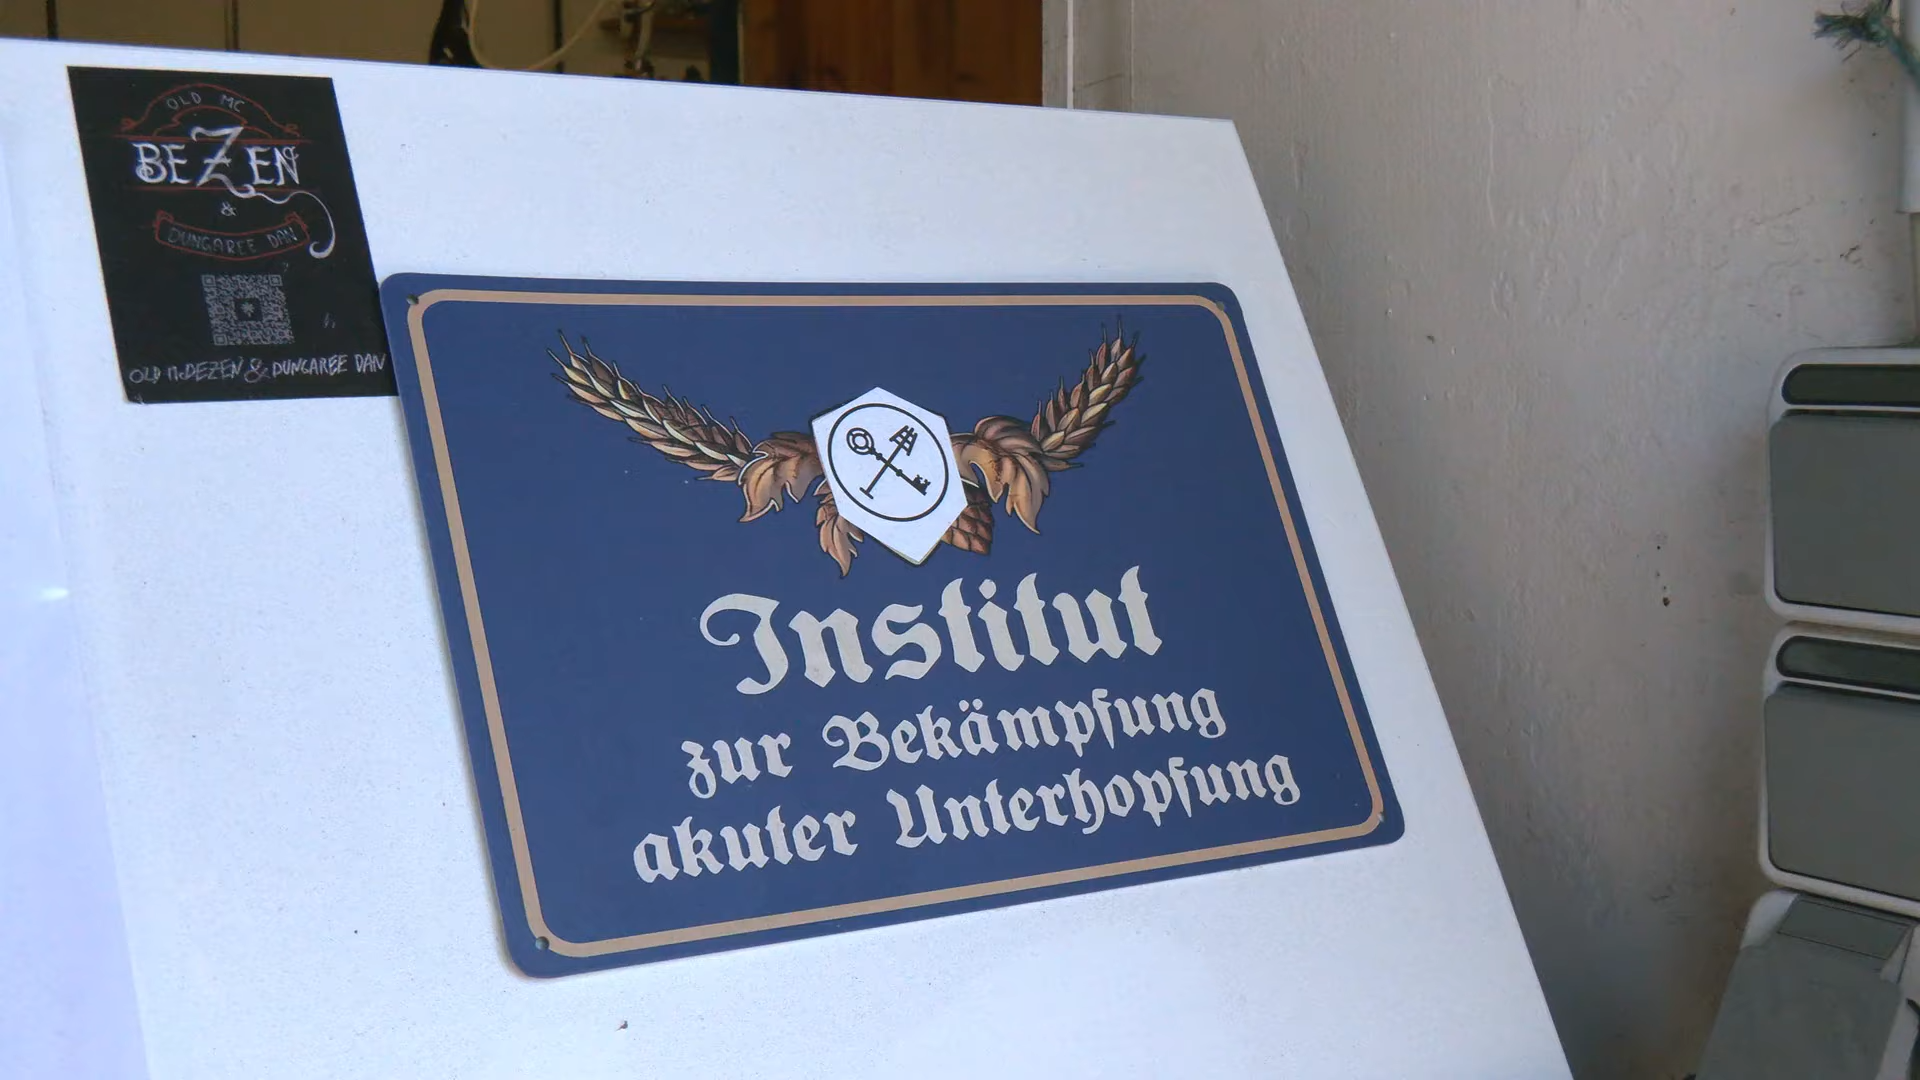 OLD MC
BEZEN
&
DUNGAREE DAN
OLD McBEZEN & DUNGAREE DAN
Institut
zur Bekämpfung
akuter Unterhopfung